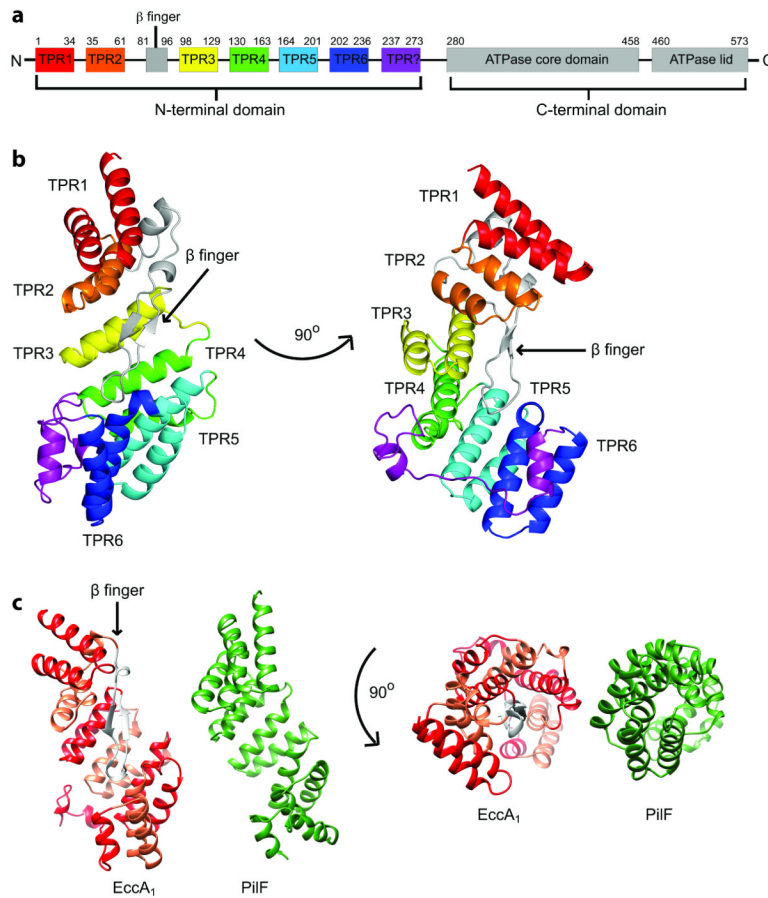 a
β finger
1 34 35 61 81 96 98 129 130 163 164 201 202 236 237 273 280 458 460 573
N TPR1 TPR2 TPR3 TPR4 TPR5 TPR6 TPR? ATPase core domain ATPase lid C
N-terminal domain C-terminal domain
b
TPR1
β finger
TPR2
TPR3
TPR4
TPR5
TPR6
90o
TPR1
TPR2
TPR3
β finger
TPR4
TPR5
TPR6
c
β finger
EccA1
PilF
90o
EccA1
PilF